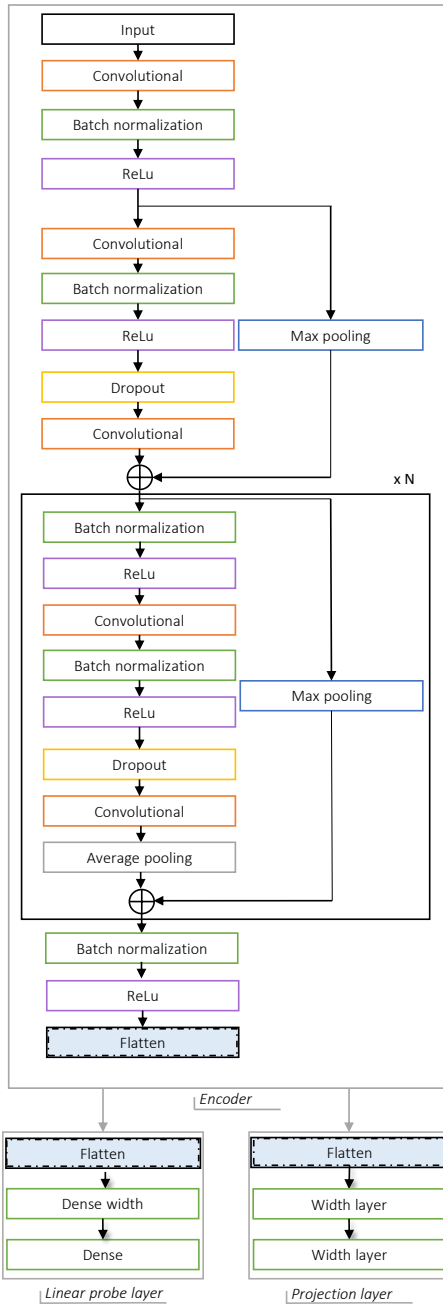 Input
Convolutional
Batch normalization
ReLu
Convolutional
Batch normalization
ReLu
Max pooling
Dropout
Convolutional
x N
Batch normalization
ReLu
Convolutional
Batch normalization
Max pooling
ReLu
Dropout
Convolutional
Average pooling
Batch normalization
ReLu
Flatten
Encoder
Flatten
Dense width
Dense
Linear probe layer
Flatten
Width layer
Width layer
Projection layer